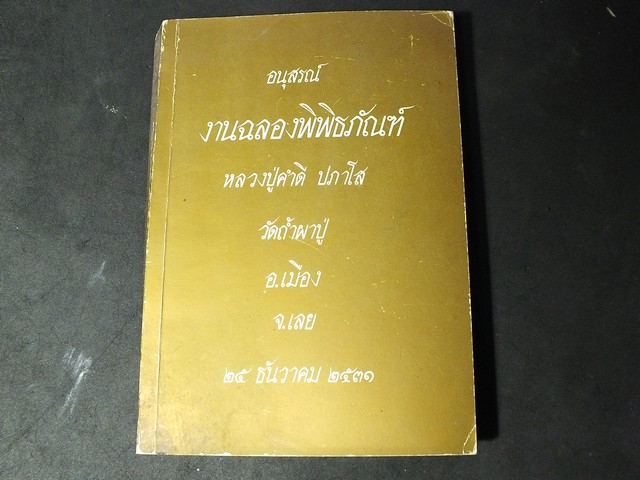 อนุสรณ์
งานฉลองพิพิธภัณฑ์
หลวงปู่คำดี ปภาโส
วัดถ้ำผาปู่
อ.เมือง
จ.เลย
๒๕ ธันวาคม ๒๕๓๑